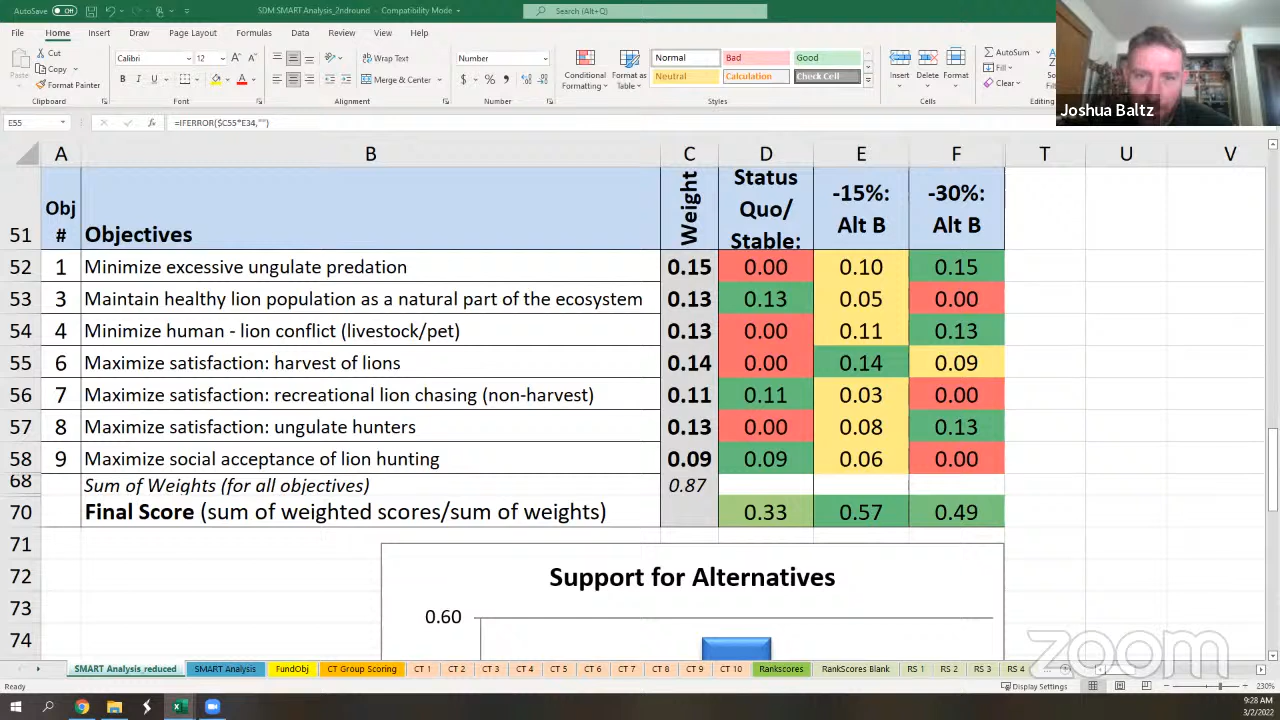 AutoSave Off
SDM.SMART Analysis_2ndround - Compatibility Mode
Search (Alt+Q)
File Home Insert Draw Page Layout Formulas Data Review View Help
Cut
Copy
Format Painter
Paste
Clipboard
Calibri 12
B I U
Font
Wrap Text
Merge & Center
Alignment
Number
$ % ,
Number
Conditional Formatting
Format as Table
Normal Bad Good
Neutral Calculation Check Cell
Styles
Insert Delete Format
Cells
AutoSum
Fill
Clear
Editing
Joshua Baltz
E55
=IFERROR($C55*E34,"")
A B C D E F T U V
51 Obj # Objectives Weight Status Quo/ Stable: -15%: Alt B -30%: Alt B
52 1 Minimize excessive ungulate predation 0.15 0.00 0.10 0.15
53 3 Maintain healthy lion population as a natural part of the ecosystem 0.13 0.13 0.05 0.00
54 4 Minimize human - lion conflict (livestock/pet) 0.13 0.00 0.11 0.13
55 6 Maximize satisfaction: harvest of lions 0.14 0.00 0.14 0.09
56 7 Maximize satisfaction: recreational lion chasing (non-harvest) 0.11 0.11 0.03 0.00
57 8 Maximize satisfaction: ungulate hunters 0.13 0.00 0.08 0.13
58 9 Maximize social acceptance of lion hunting 0.09 0.09 0.06 0.00
68 Sum of Weights (for all objectives) 0.87
70 Final Score (sum of weighted scores/sum of weights) 0.33 0.57 0.49
71
72 Support for Alternatives
73 0.60
74
zoom
SMART Analysis_reduced SMART Analysis FundObj CT Group Scoring CT 1 CT 2 CT 3 CT 4 CT 5 CT 6 CT 7 CT 8 CT 9 CT 10 Rankscores RankScores Blank RS 1 RS 2 RS 3 RS 4 ...
Ready
Display Settings
230%
9:28 AM
3/2/2022